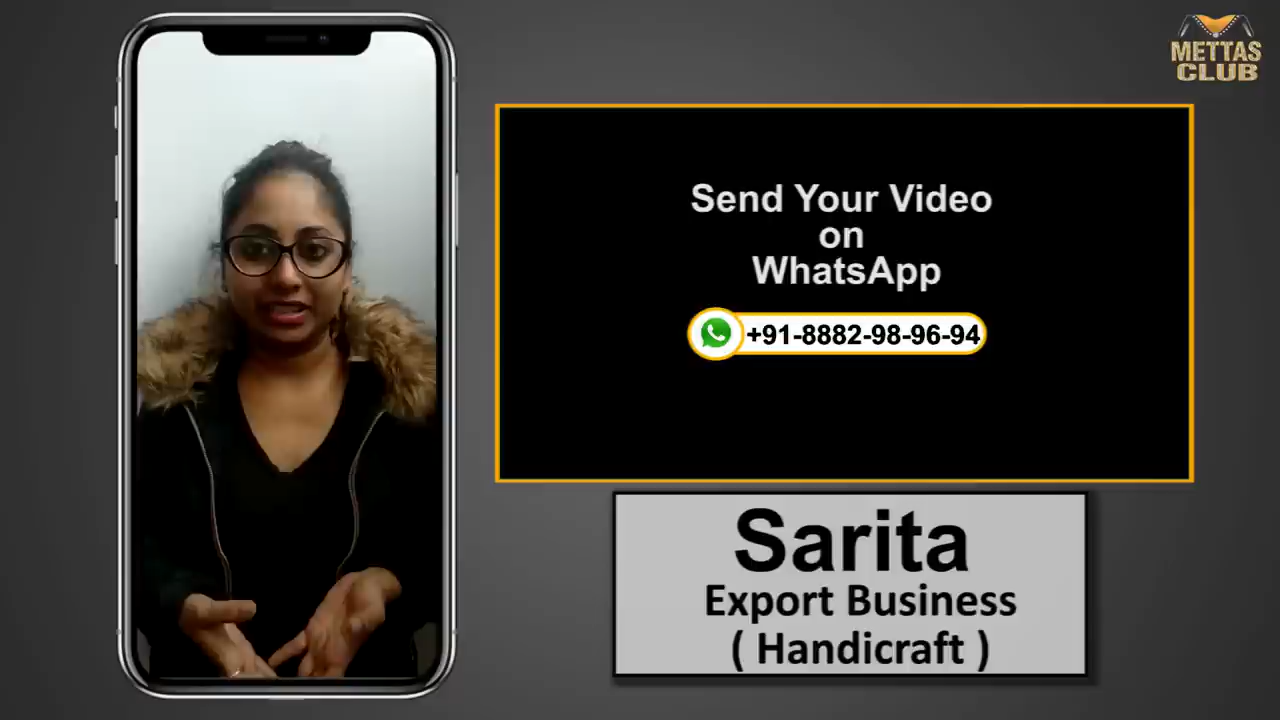 METTAS
CLUB
Send Your Video
on
WhatsApp
+91-8882-98-96-94
Sarita
Export Business
( Handicraft )